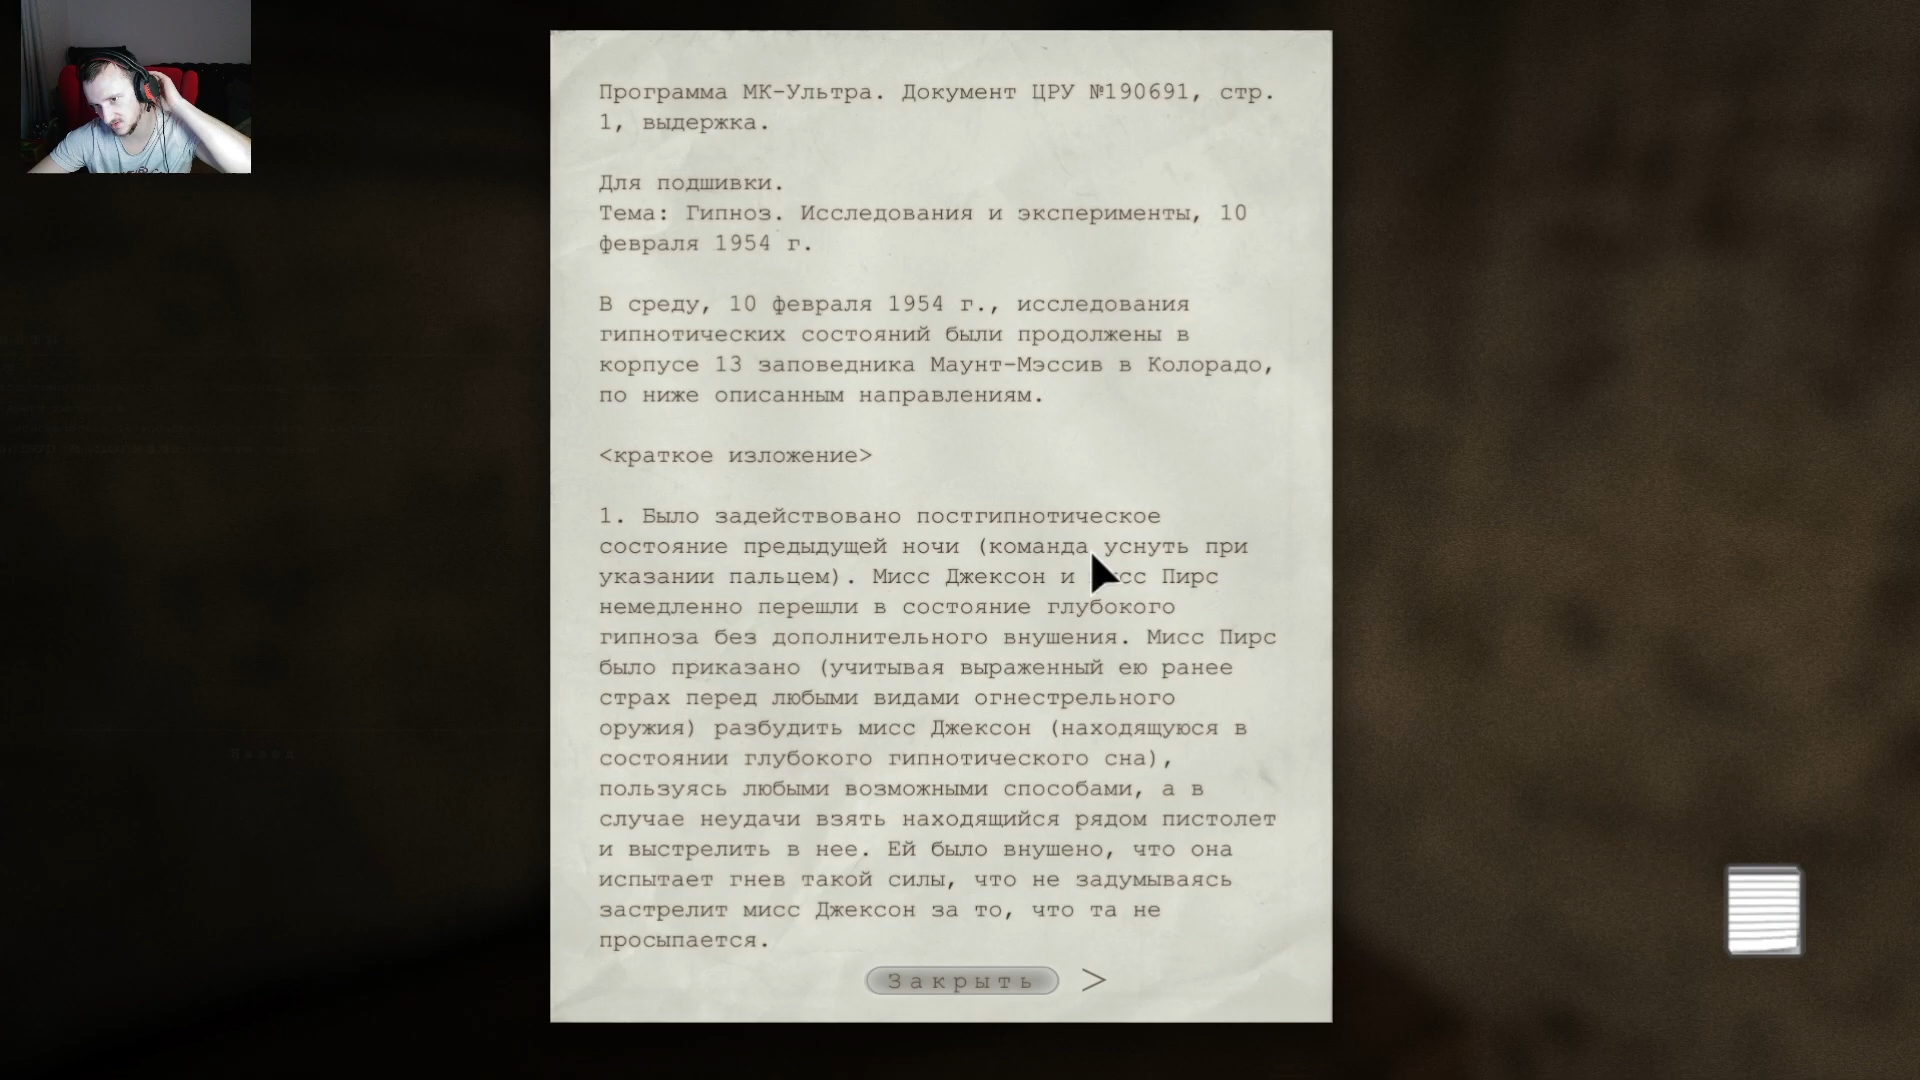 Программа МК-Ультра. Документ ЦРУ №190691, стр.
1, выдержка.
Для подшивки.
Тема: Гипноз. Исследования и эксперименты, 10
февраля 1954 г.
В среду, 10 февраля 1954 г., исследования
гипнотических состояний были продолжены в
корпусе 13 заповедника Маунт-Мэссив в Колорадо,
по ниже описанным направлениям.
<краткое изложение>
1. Было задействовано постгипнотическое
состояние предыдущей ночи (команда уснуть при
указании пальцем). Мисс Джексон и Пирс
немедленно перешли в состояние глубокого
гипноза без дополнительного внушения. Мисс Пирс
было приказано (учитывая выраженный ею ранее
страх перед любыми видами огнестрельного
оружия) разбудить мисс Джексон (находящуюся в
состоянии глубокого гипнотического сна),
пользуясь любыми возможными способами, а в
случае неудачи взять находящийся рядом пистолет
и выстрелить в нее. Ей было внушено, что она
испытает гнев такой силы, что не задумываясь
застрелит мисс Джексон за то, что та не
просыпается.
Закрыть >